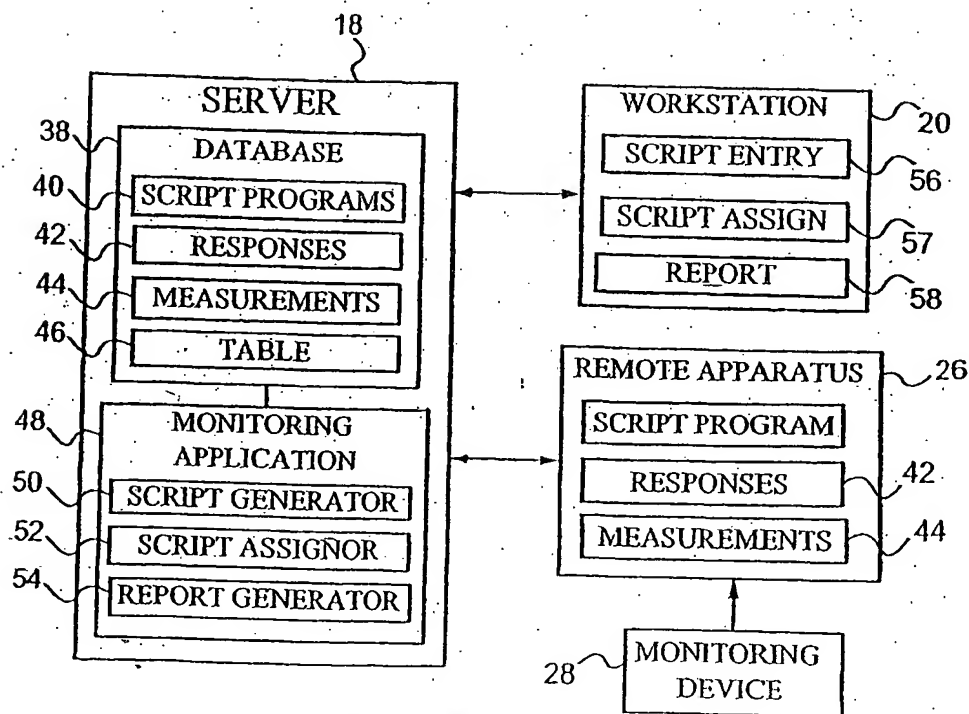 18
SERVER
38
DATABASE
40
SCRIPT PROGRAMS
42
RESPONSES
44
MEASUREMENTS
46
TABLE
48
MONITORING
APPLICATION
50
SCRIPT GENERATOR
52
SCRIPT ASSIGNOR
54
REPORT GENERATOR
WORKSTATION
20
SCRIPT ENTRY
56
SCRIPT ASSIGN
57
REPORT
58
REMOTE APPARATUS
26
SCRIPT PROGRAM
RESPONSES
42
MEASUREMENTS
44
28
MONITORING
DEVICE